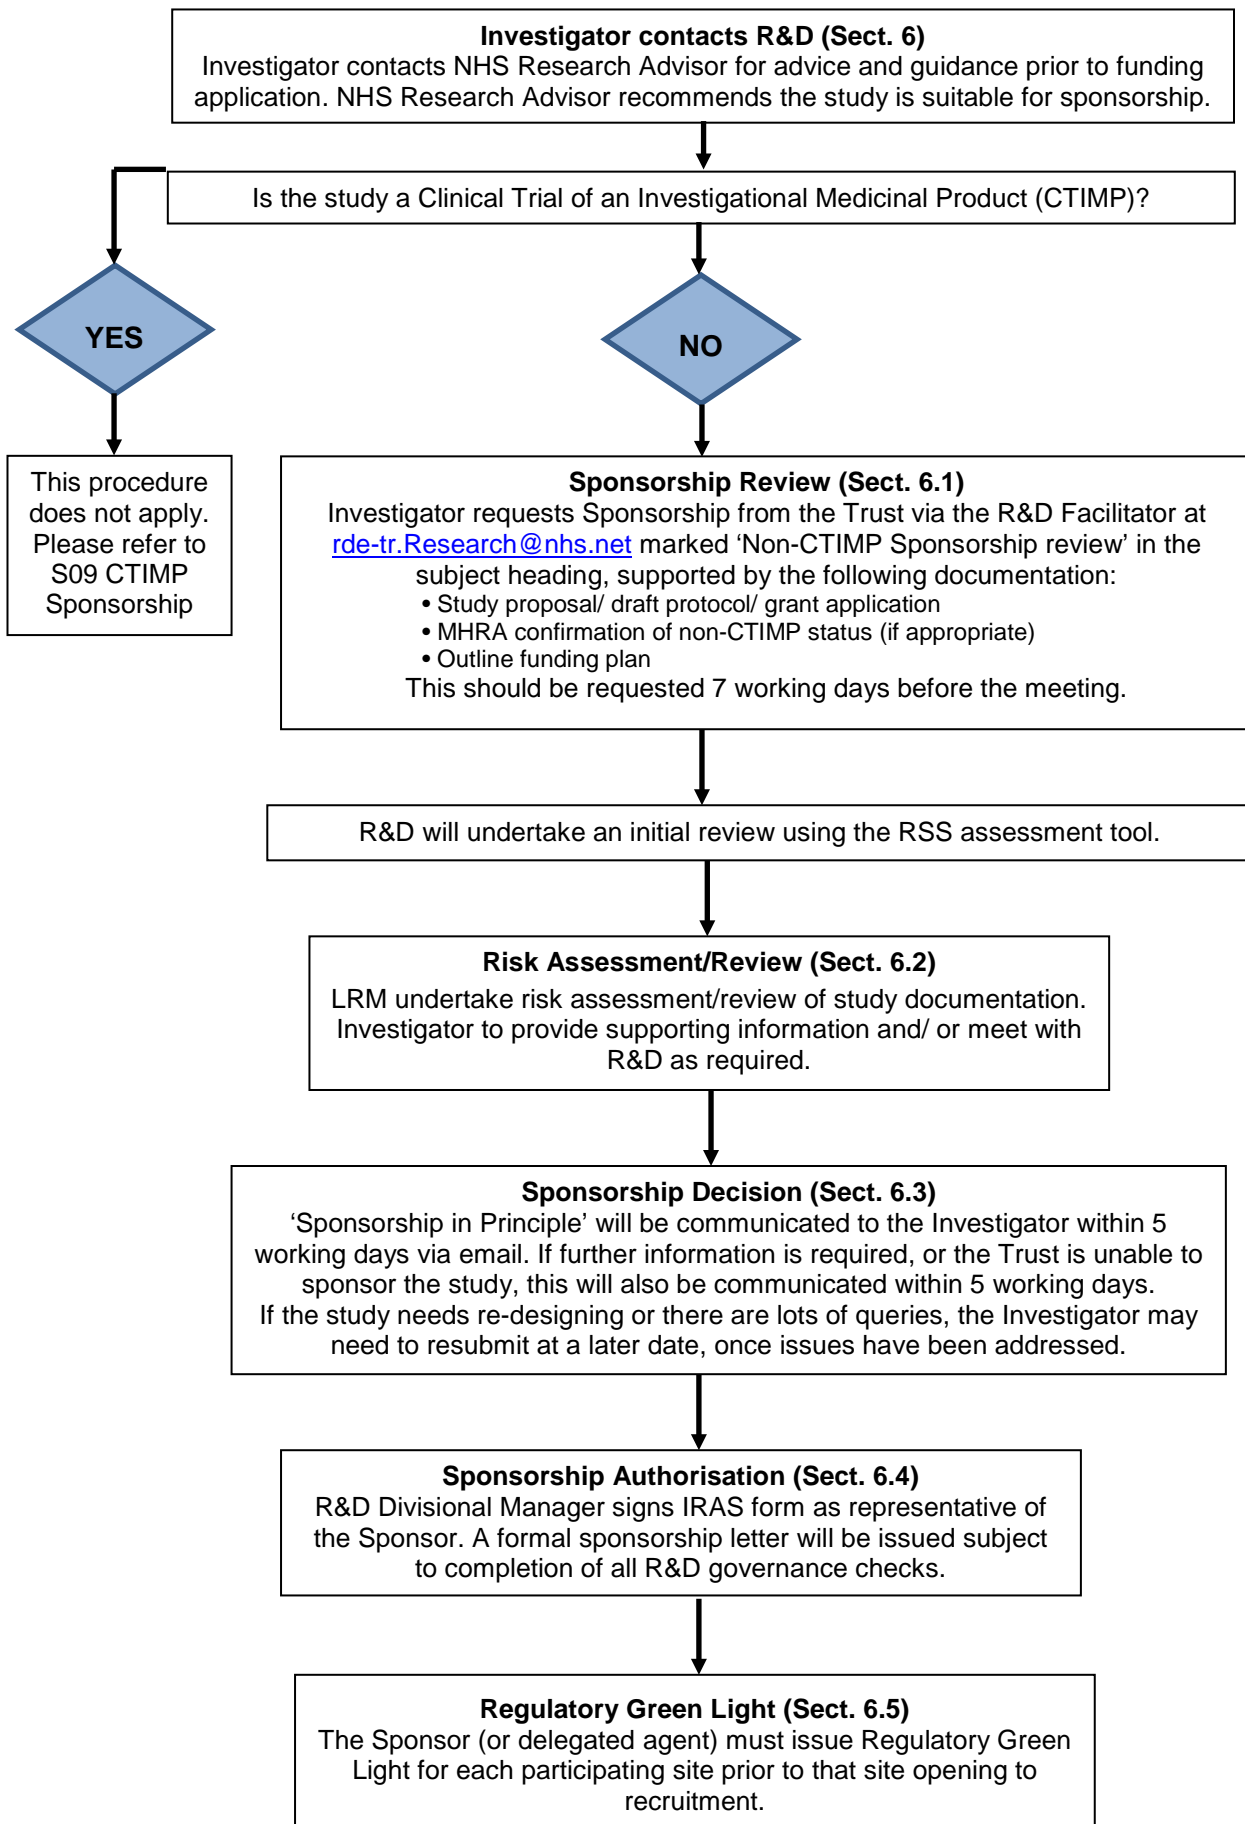 Investigator contacts R&D (Sect. 6)
Investigator contacts NHS Research Advisor for advice and guidance prior to funding
application. NHS Research Advisor recommends the study is suitable for sponsorship.
Is the study a Clinical Trial of an Investigational Medicinal Product (CTIMP)?
YES
NO
This procedure
does not apply.
Please refer to
S09 CTIMP
Sponsorship
Sponsorship Review (Sect. 6.1)
Investigator requests Sponsorship from the Trust via the R&D Facilitator at
rde-tr.Research@nhs.net marked ‘Non-CTIMP Sponsorship review’ in the
subject heading, supported by the following documentation:
• Study proposal/ draft protocol/ grant application
• MHRA confirmation of non-CTIMP status (if appropriate)
• Outline funding plan
This should be requested 7 working days before the meeting.
R&D will undertake an initial review using the RSS assessment tool.
Risk Assessment/Review (Sect. 6.2)
LRM undertake risk assessment/review of study documentation.
Investigator to provide supporting information and/ or meet with
R&D as required.
Sponsorship Decision (Sect. 6.3)
‘Sponsorship in Principle’ will be communicated to the Investigator within 5
working days via email. If further information is required, or the Trust is unable to
sponsor the study, this will also be communicated within 5 working days.
If the study needs re-designing or there are lots of queries, the Investigator may
need to resubmit at a later date, once issues have been addressed.
Sponsorship Authorisation (Sect. 6.4)
R&D Divisional Manager signs IRAS form as representative of
the Sponsor. A formal sponsorship letter will be issued subject
to completion of all R&D governance checks.
Regulatory Green Light (Sect. 6.5)
The Sponsor (or delegated agent) must issue Regulatory Green
Light for each participating site prior to that site opening to
recruitment.